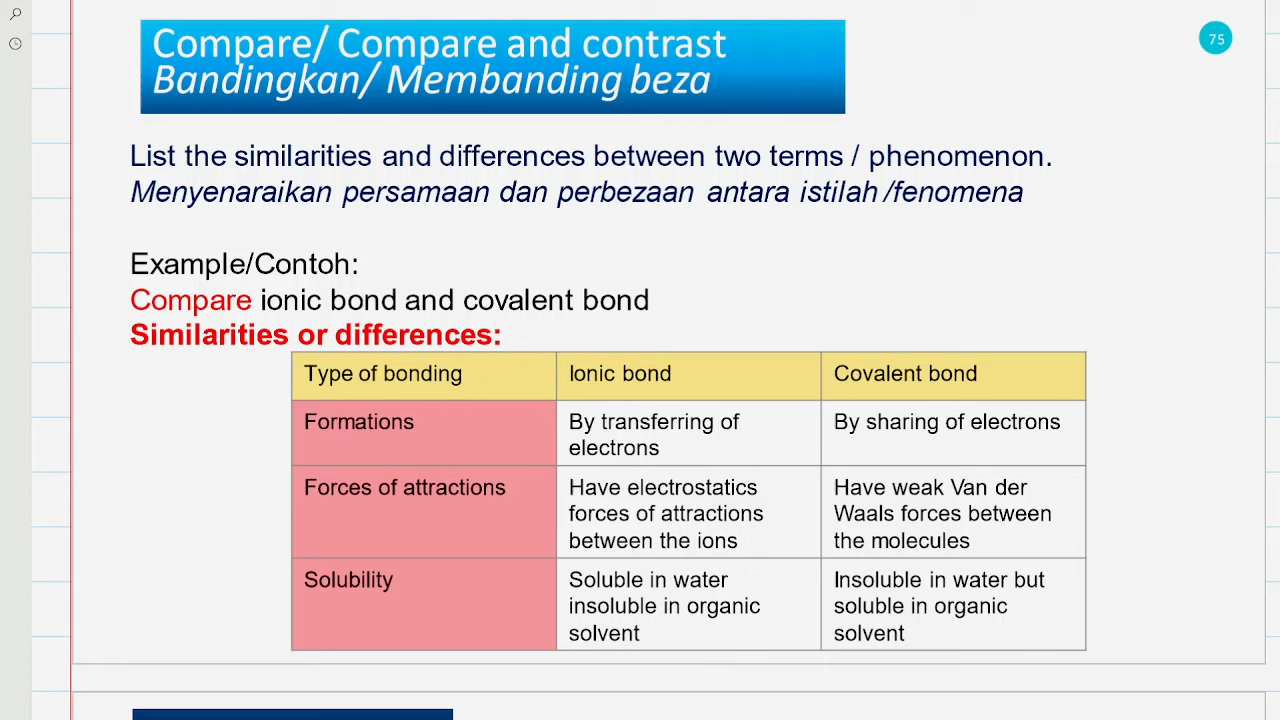 Compare/ Compare and contrast
Bandingkan/ Membanding beza
75
List the similarities and differences between two terms / phenomenon.
Menyenaraikan persamaan dan perbezaan antara istilah /fenomena
Example/Contoh:
Compare ionic bond and covalent bond
Similarities or differences:
Type of bonding
Ionic bond
Covalent bond
Formations
By transferring of
electrons
By sharing of electrons
Forces of attractions
Have electrostatics
forces of attractions
between the ions
Have weak Van der
Waals forces between
the molecules
Solubility
Soluble in water
insoluble in organic
solvent
Insoluble in water but
soluble in organic
solvent